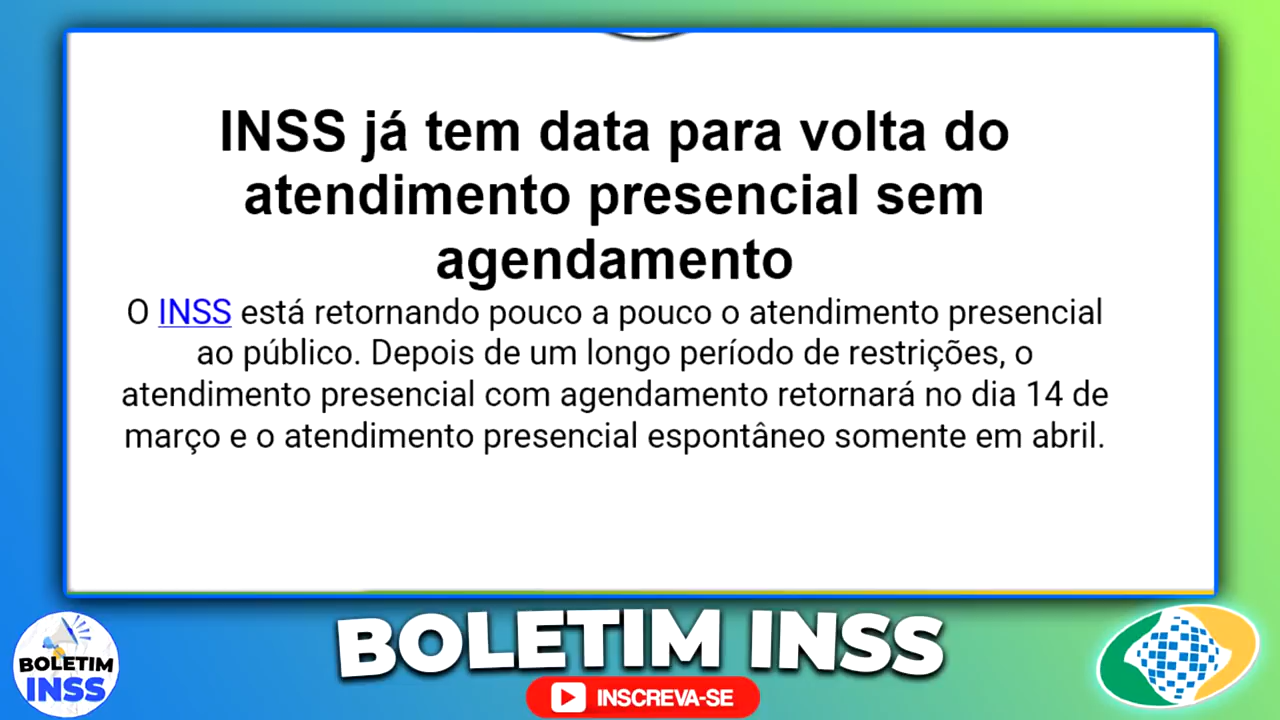 INSS já tem data para volta do
atendimento presencial sem
agendamento
O INSS está retornando pouco a pouco o atendimento presencial
ao público. Depois de um longo período de restrições, o
atendimento presencial com agendamento retornará no dia 14 de
março e o atendimento presencial espontâneo somente em abril.
BOLETIM INSS
INSCREVA-SE
BOLETIM
INSS